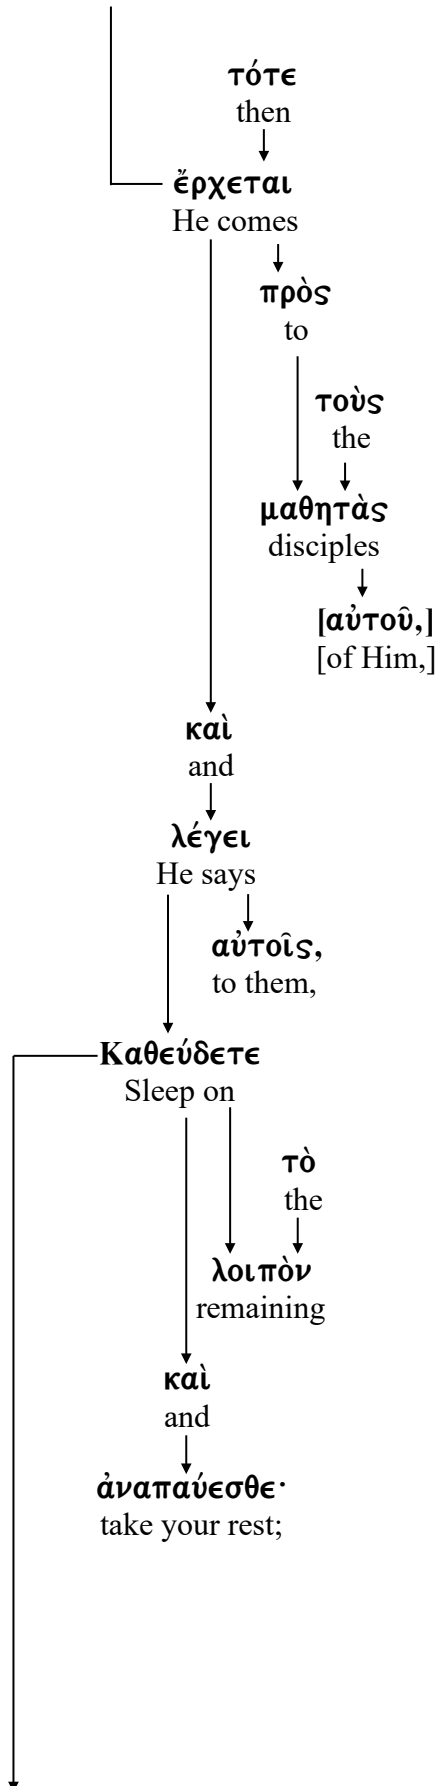 τότε
then
ἔρχεται
He comes
πρὸς
to
τοὺς
the
μαθητὰς
disciples
[αὐτοῦ,]
[of Him,]
καὶ
and
λέγει
He says
αὐτοῖς,
to them,
Καθεύδετε
Sleep on
τὸ
the
λοιπὸν
remaining
καὶ
and
ἀναπαύεσθε·
take your rest;